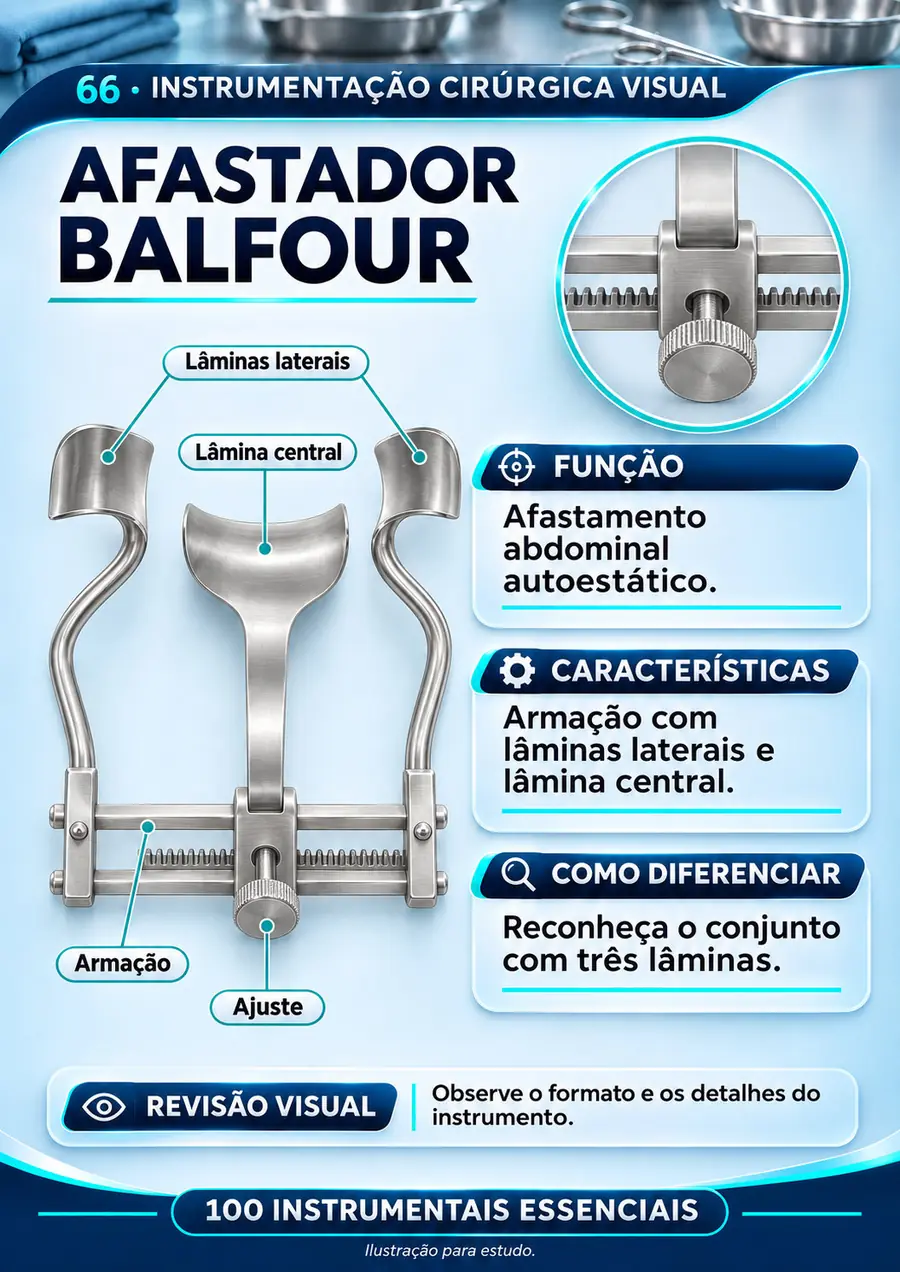 66 • INSTRUMENTAÇÃO CIRÚRGICA VISUAL
AFASTADOR
BALFOUR
Lâminas laterais
Lâmina central
Armação
Ajuste
FUNÇÃO
Afastamento
abdominal
autoestático.
CARACTERÍSTICAS
Armação com
lâminas laterais e
lâmina central.
COMO DIFERENCIAR
Reconheça o conjunto
com três lâminas.
REVISÃO VISUAL
Observe o formato e os detalhes do
instrumento.
100 INSTRUMENTAIS ESSENCIAIS
Ilustração para estudo.